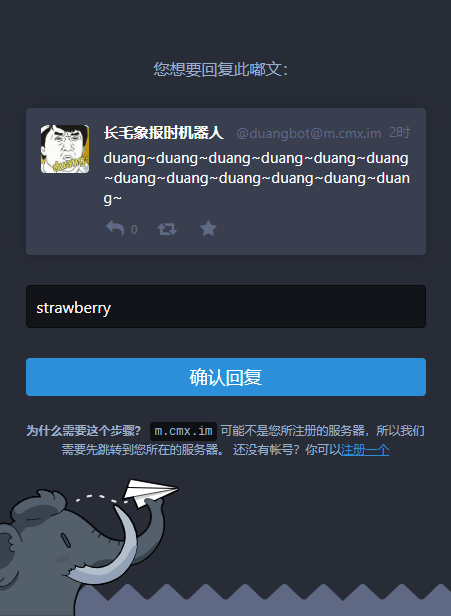 您想要回复此嘟文：
长毛象报时机器人 @duangbot@m.cmx.im 2时
duang~duang~duang~duang~duang~duang
~duang~duang~duang~duang~duang~duan
g~
duang
0
strawberry
确认回复
为什么需要这个步骤？ m.cmx.im 可能不是您所注册的服务器，所以我们
需要先跳转到您所在的服务器。 还没有帐号？你可以注册一个